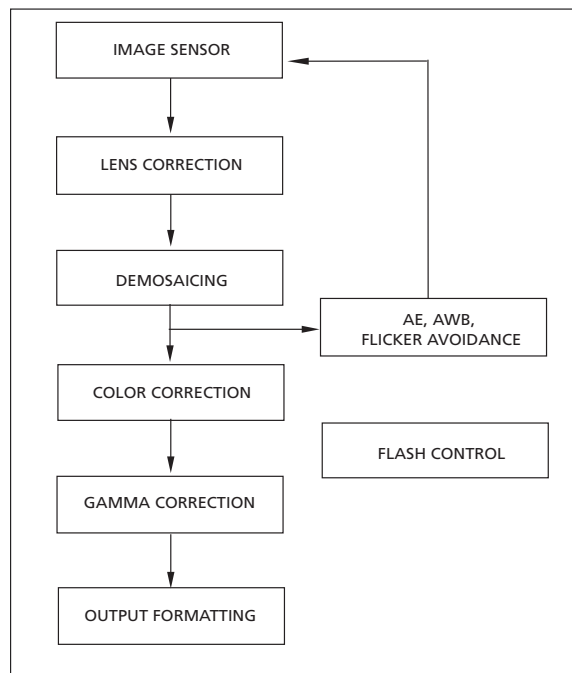 IMAGE SENSOR
LENS CORRECTION
DEMOSAICING
AE, AWB,
FLICKER AVOIDANCE
COLOR CORRECTION
FLASH CONTROL
GAMMA CORRECTION
OUTPUT FORMATTING